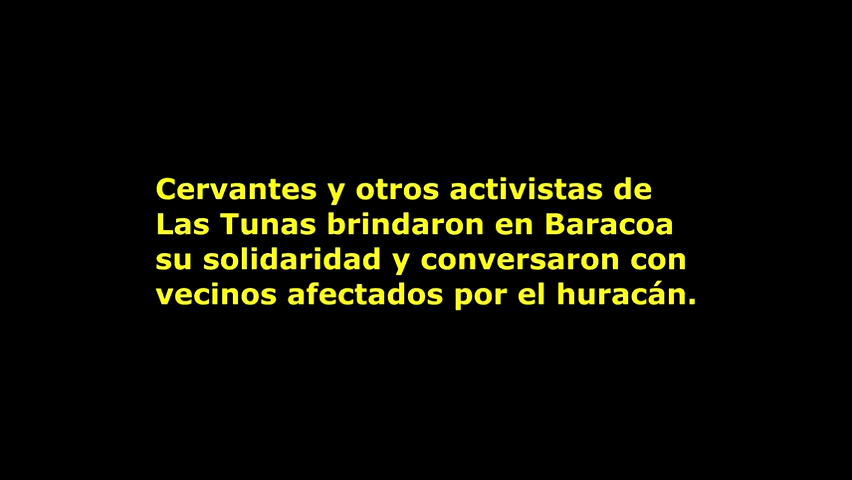 Cervantes y otros activistas de
Las Tunas brindaron en Baracoa
su solidaridad y conversaron con
vecinos afectados por el huracán.